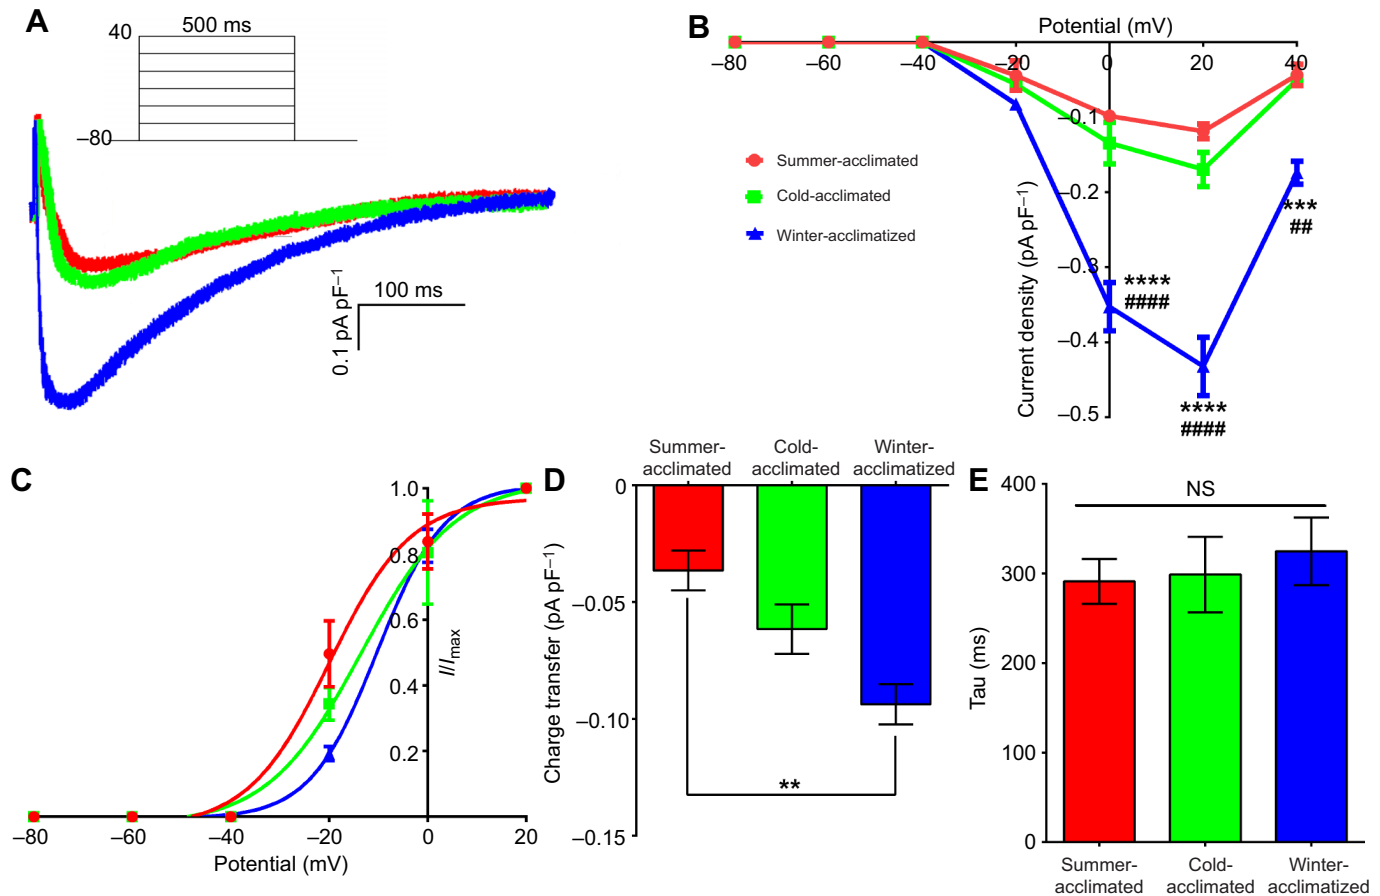 A
500 ms
40
–80
100 ms
0.1 pA pF–1
B
Potential (mV)
–80
–60
–40
–20
0
20
40
–0.1
–0.2
–0.3
–0.4
–0.5
Current density (pA pF–1)
Summer-acclimated
Cold-acclimated
Winter-acclimatized
****
####
****
####
***
##
C
1.0
0.8
0.6
0.4
0.2
I/Imax
–80
–60
–40
–20
0
20
Potential (mV)
D
Summer-
acclimated
Cold-
acclimated
Winter-
acclimatized
0
–0.05
–0.10
–0.15
Charge transfer (pA pF–1)
**
E
400
300
200
100
0
Tau (ms)
NS
Summer-
acclimated
Cold-
acclimated
Winter-
acclimatized